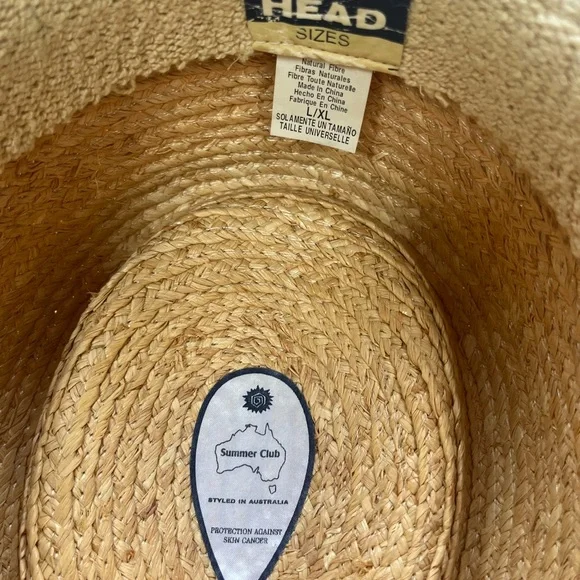 HEAD
SIZES
Natural Fibre
Fibras Naturales
Fibre Toute Naturelle
Made In China
Hecho En China
Fabrique En Chine
L/XL
SOLAMENTE UN TAMAÑO
TAILLE UNIVERSELLE
Summer Club
STYLED IN AUSTRALIA
PROTECTION AGAINST
SKIN CANCER